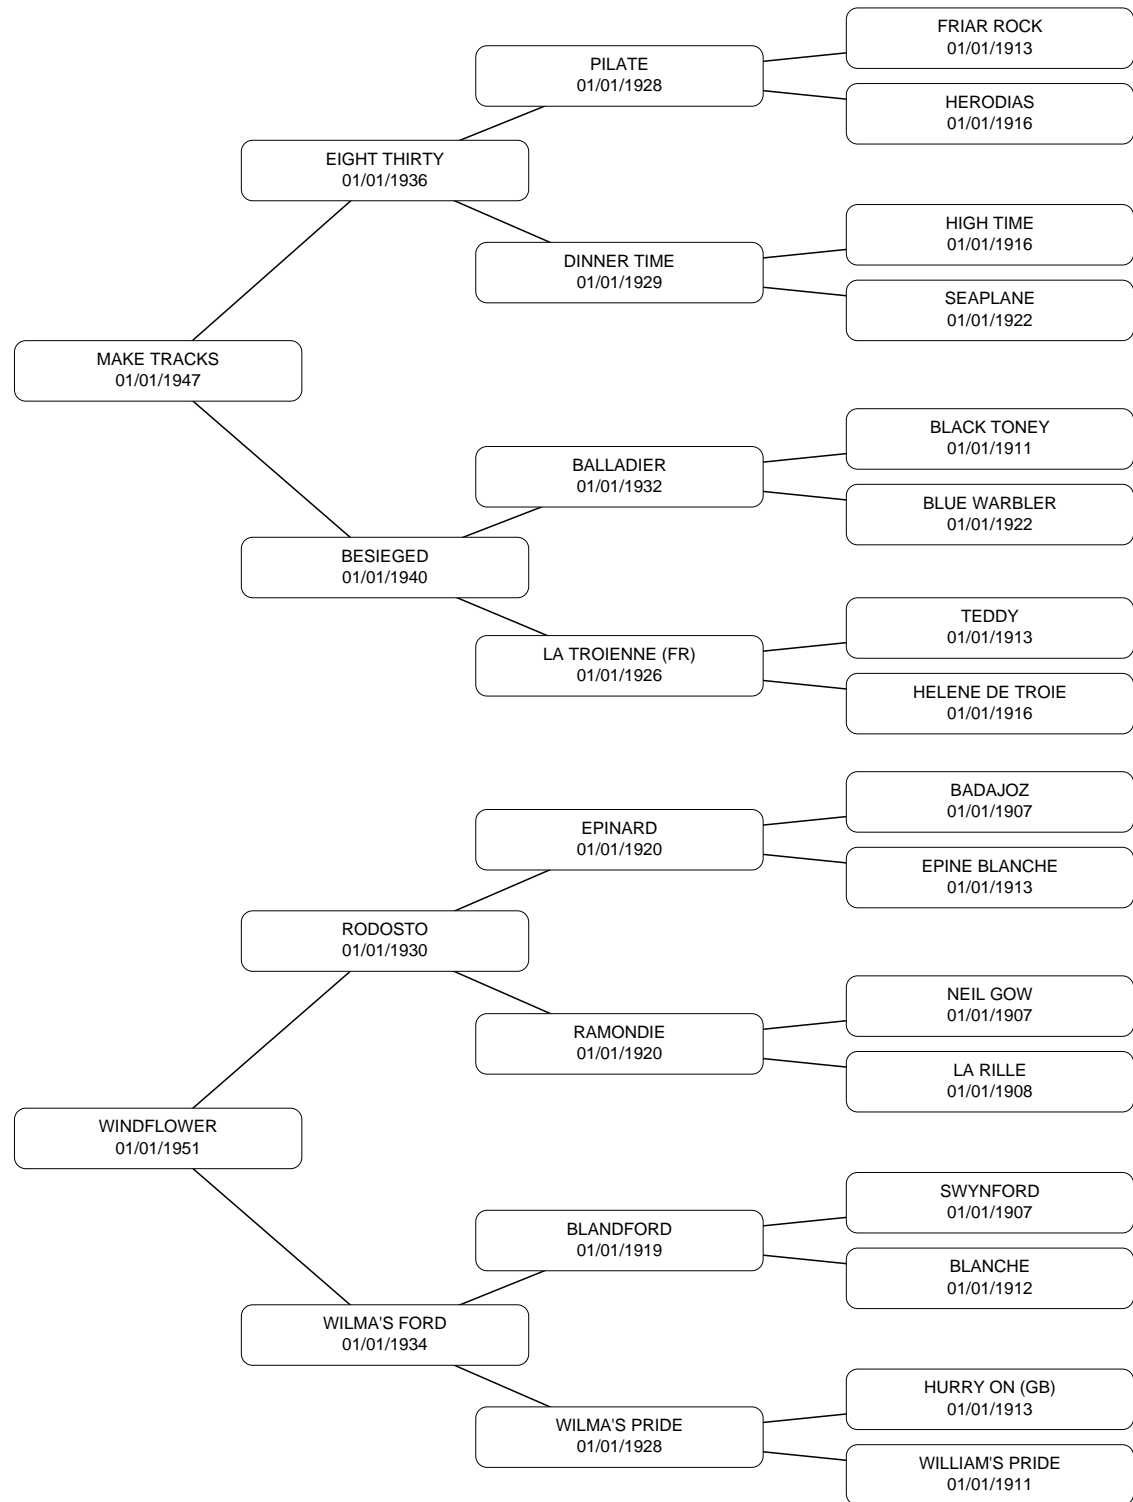 FRIAR ROCK
01/01/1913
PILATE
01/01/1928
HERODIAS
01/01/1916
EIGHT THIRTY
01/01/1936
HIGH TIME
01/01/1916
DINNER TIME
01/01/1929
SEAPLANE
01/01/1922
MAKE TRACKS
01/01/1947
BLACK TONEY
01/01/1911
BALLADIER
01/01/1932
BLUE WARBLER
01/01/1922
BESIEGED
01/01/1940
TEDDY
01/01/1913
LA TROIENNE (FR)
01/01/1926
HELENE DE TROIE
01/01/1916
BADAJOZ
01/01/1907
EPINARD
01/01/1920
EPINE BLANCHE
01/01/1913
RODOSTO
01/01/1930
NEIL GOW
01/01/1907
RAMONDIE
01/01/1920
LA RILLE
01/01/1908
WINDFLOWER
01/01/1951
SWYNFORD
01/01/1907
BLANDFORD
01/01/1919
BLANCHE
01/01/1912
WILMA'S FORD
01/01/1934
HURRY ON (GB)
01/01/1913
WILMA'S PRIDE
01/01/1928
WILLIAM'S PRIDE
01/01/1911